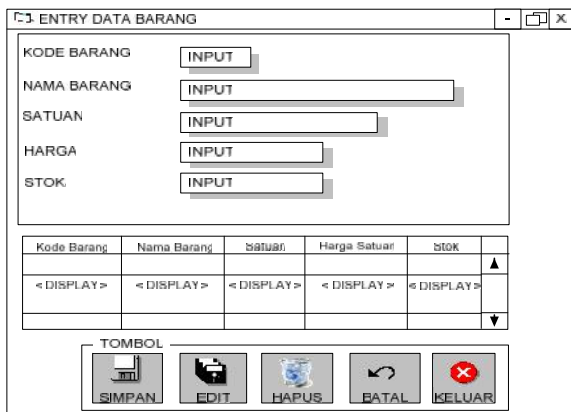 ENTRY DATA BARANG - X
KODE BARANG INPUT
NAMA BARANG INPUT
SATUAN INPUT
HARGA INPUT
STOK INPUT
Kode Barang Nama Barang Satuan Harga Satuan Stok
<DISPLAY> <DISPLAY> <DISPLAY> <DISPLAY> <DISPLAY>
TOMBOL
SIMPAN EDIT HAPUS BATAL KELUAR